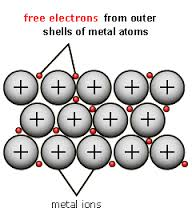 free electrons from outer
shells of metal atoms
+ + + + +
+ + + +
+ + + + +
metal ions